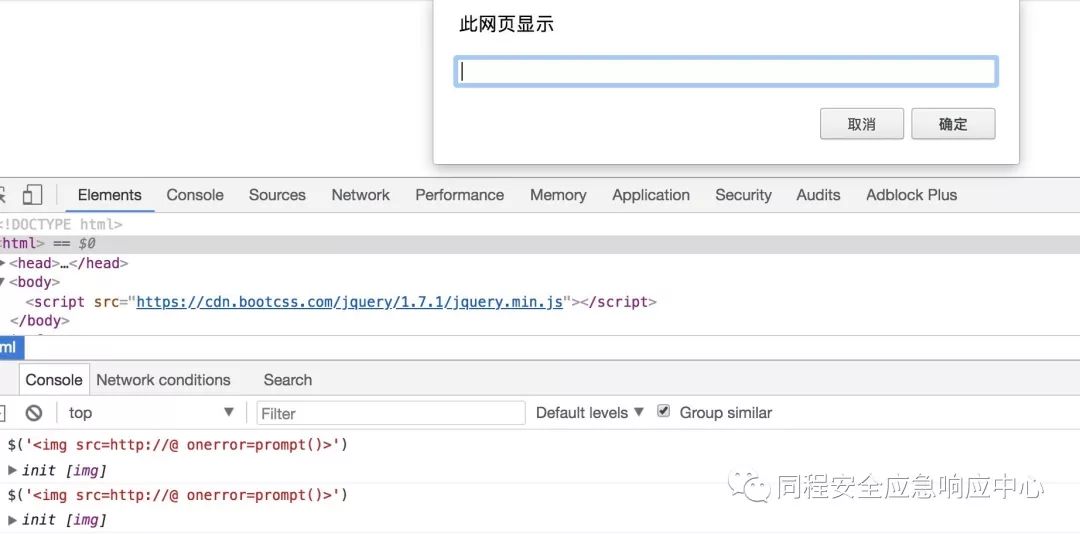 此网页显示
取消 确定
Elements Console Sources Network Performance Memory Application Security Audits Adblock Plus
<!DOCTYPE html>
html> == $0
<head>…</head>
<body>
<script src="https://cdn.bootcss.com/jquery/1.7.1/jquery.min.js"></script>
</body>
ml
Console Network conditions Search
top Filter Default levels Group similar
$('<img src=http://@ onerror=prompt()>')
init [img]
$('<img src=http://@ onerror=prompt()>')
init [img]
同程安全应急响应中心